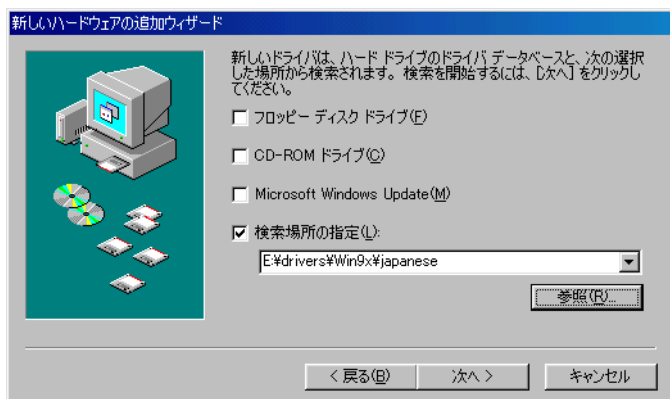 新しいハードウェアの追加ウィザード
新しいドライバは、ハード ドライブのドライバ データベースと、次の選択
した場所から検索されます。検索を開始するには、[次へ] をクリックし
てください。
フロッピー ディスク ドライブ(F)
CD-ROM ドライブ(C)
Microsoft Windows Update(M)
検索場所の指定(L):
E:¥drivers¥Win9x¥japanese
参照(R)...
< 戻る(B)
次へ >
キャンセル